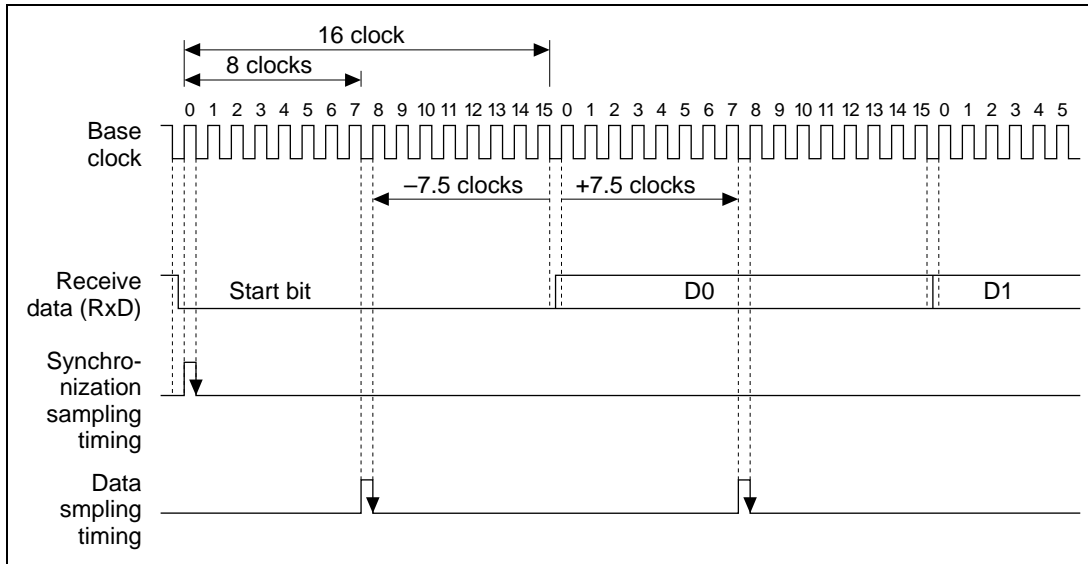 16 clock
8 clocks
0 1 2 3 4 5 6 7 8 9 10 11 12 13 14 15 0 1 2 3 4 5 6 7 8 9 10 11 12 13 14 15 0 1 2 3 4 5
Base
clock
–7.5 clocks +7.5 clocks
Receive
data (RxD)
Start bit D0 D1
Synchro-
nization
sampling
timing
Data
smpling
timing